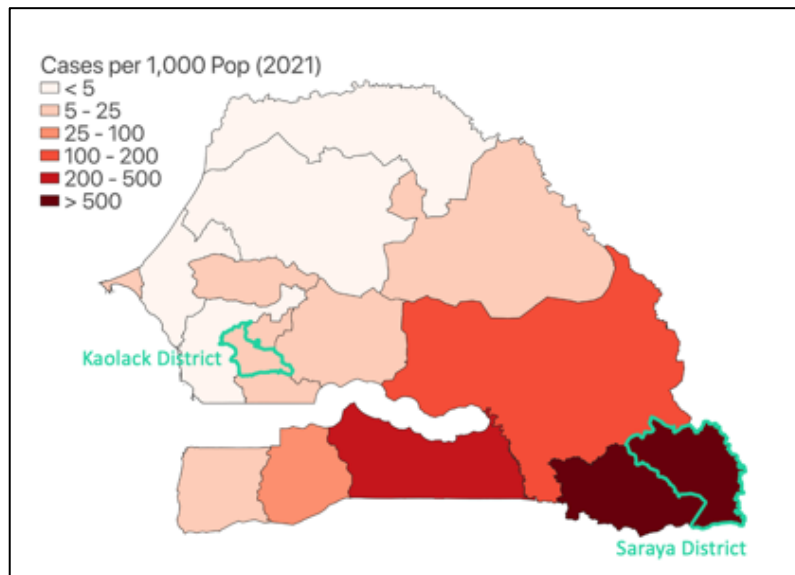 Cases per 1,000 Pop (2021)
< 5
5 - 25
25 - 100
100 - 200
200 - 500
> 500
Kaolack District
Saraya District